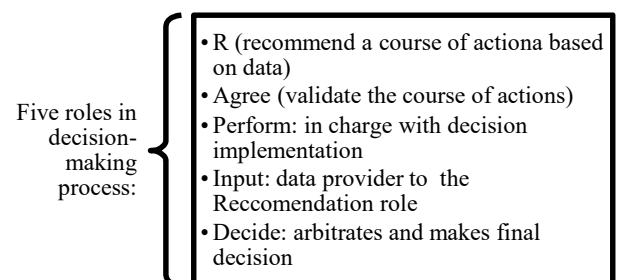 Five roles in
decision-
making
process:
• R (recommend a course of actiona based
on data)
• Agree (validate the course of actions)
• Perform: in charge with decision
implementation
• Input: data provider to the
Reccomendation role
• Decide: arbitrates and makes final
decision